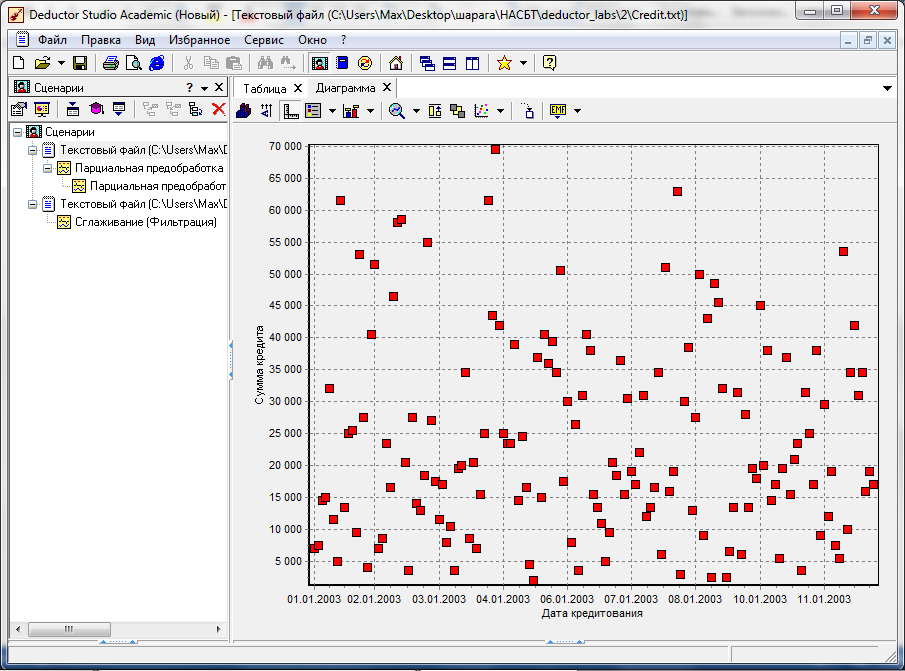 Deductor Studio Academic (Новый) - [Текстовый файл (C:\Users\Max\Desktop\шарага\НАСБТ\deductor_labs\2\Credit.txt)]
Файл Правка Вид Избранное Сервис Окно ?
Сценарии ?
Таблица Диаграмма
EMF
Сценарии
Текстовый файл (C:\Users\Max\D
Парциальная предобработка
Парциальная предобработ
Текстовый файл (C:\Users\Max\D
Сглаживание (Фильтрация)
70 000
65 000
60 000
55 000
50 000
45 000
40 000
35 000
30 000
25 000
20 000
15 000
10 000
5 000
Сумма кредита
01.01.2003 02.01.2003 03.01.2003 04.01.2003 05.01.2003 06.01.2003 07.01.2003 08.01.2003 09.01.2003 10.01.2003 11.01.2003
Дата кредитования